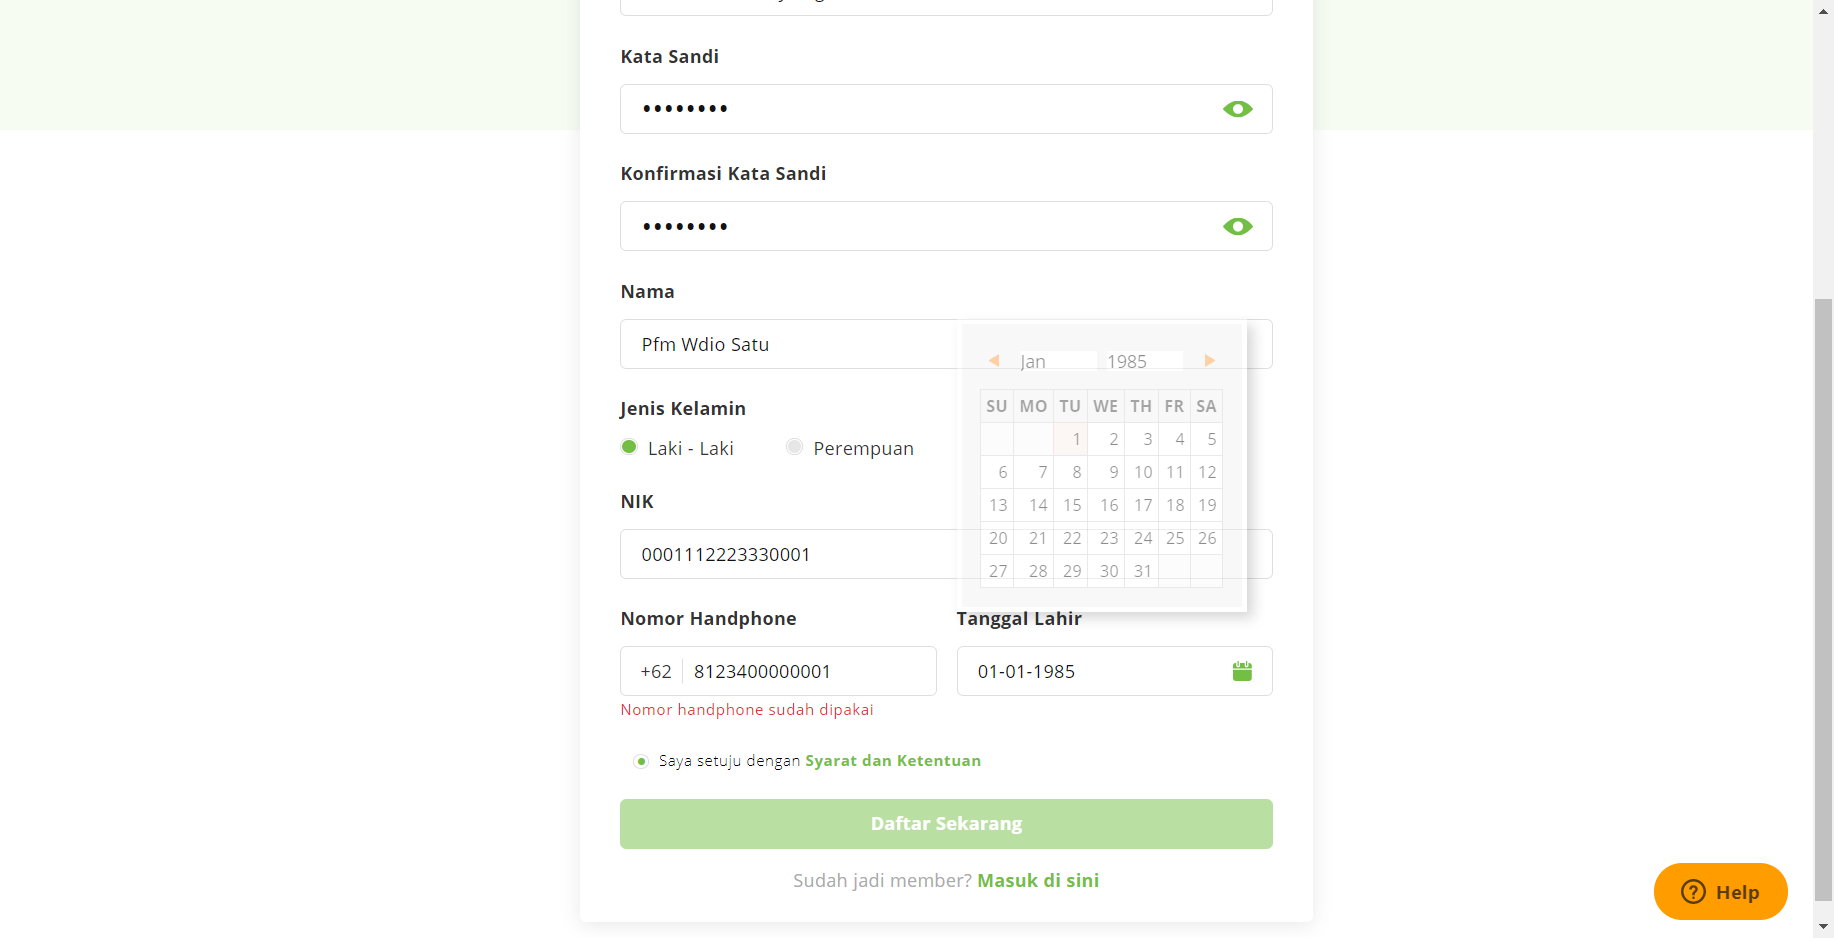 Kata Sandi
••••••••
Konfirmasi Kata Sandi
••••••••
Nama
Pfm Wdio Satu
Jan 1985
SU MO TU WE TH FR SA
1 2 3 4 5
6 7 8 9 10 11 12
13 14 15 16 17 18 19
20 21 22 23 24 25 26
27 28 29 30 31
Jenis Kelamin
Laki - Laki Perempuan
NIK
0001112223330001
Nomor Handphone
+62 8123400000001
Nomor handphone sudah dipakai
Tanggal Lahir
01-01-1985
Saya setuju dengan Syarat dan Ketentuan
Daftar Sekarang
Sudah jadi member? Masuk di sini
Help